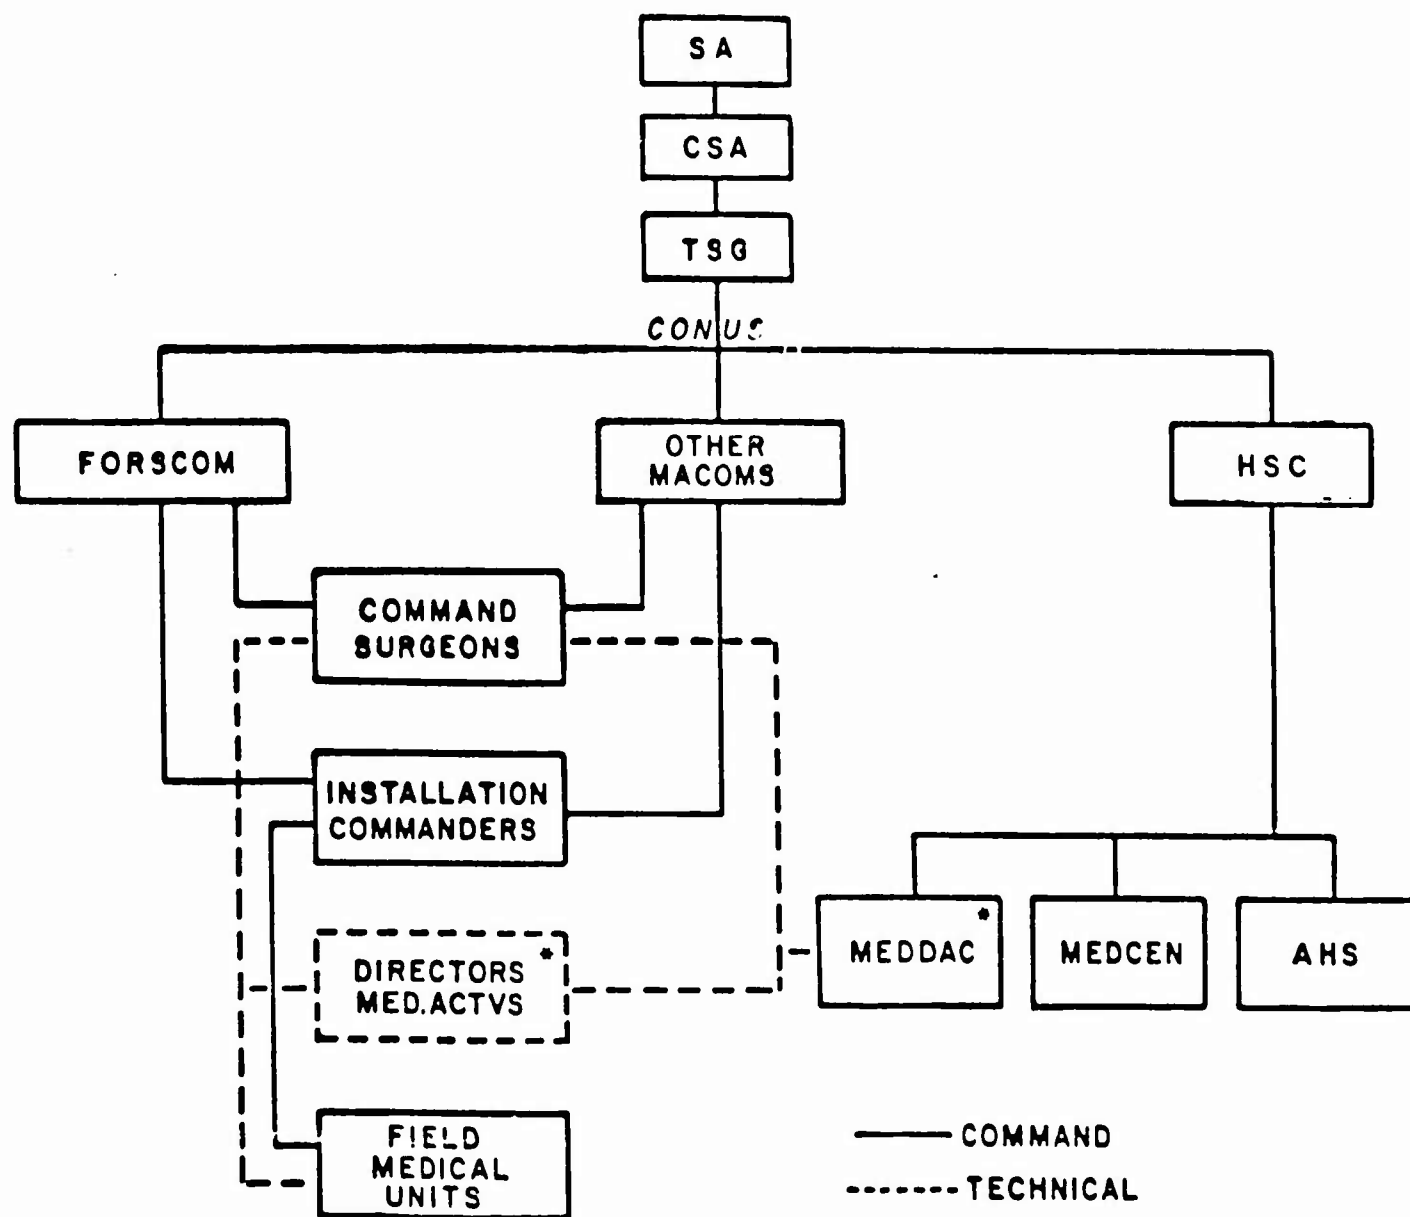 SA
CSA
TSG
CONUS
FORSCOM
OTHER
MACOMS
HSC
COMMAND
SURGEONS
INSTALLATION
COMMANDERS
DIRECTORS *
MED.ACTVS
MEDDAC *
MEDCEN
AHS
FIELD
MEDICAL
UNITS
COMMAND
TECHNICAL